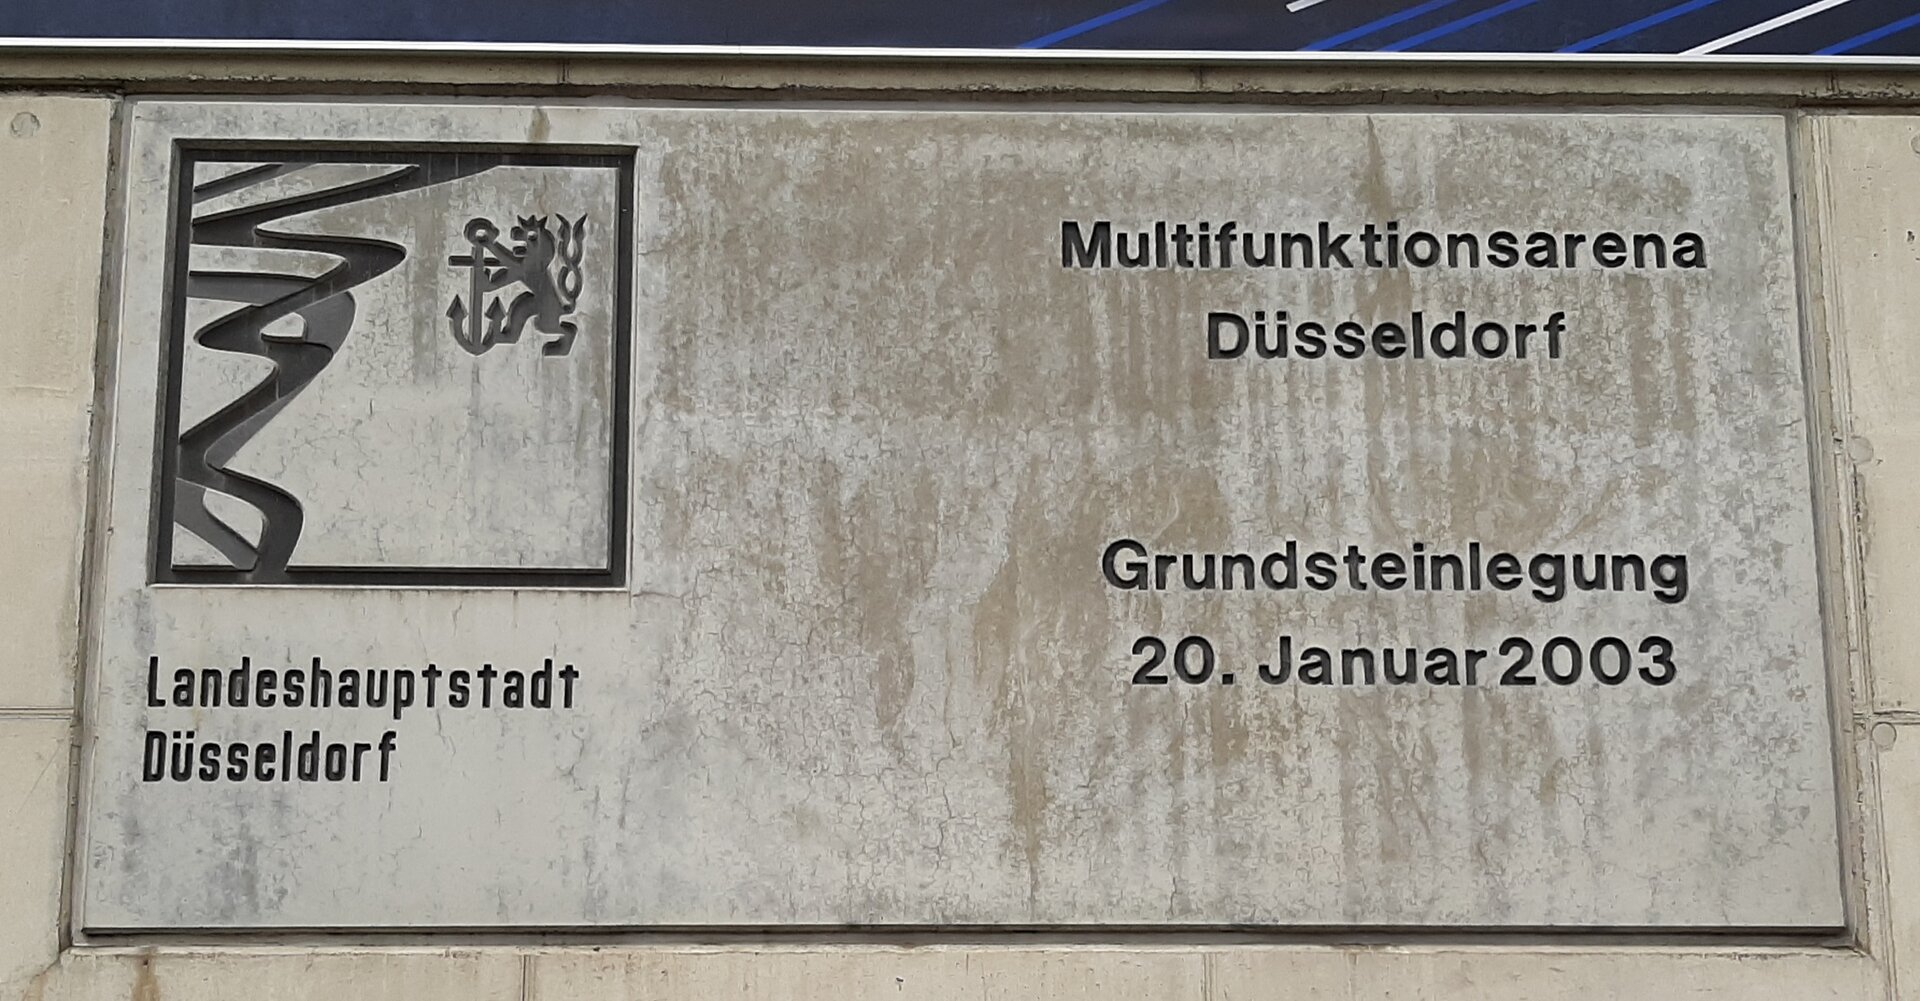 Landeshauptstadt
Düsseldorf
Multifunktionsarena
Düsseldorf
Grundsteinlegung
20. Januar 2003